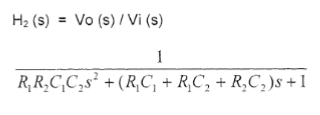 H₂ (s) = Vo (s) / Vi (s)
1
R₁R₂C₁C₂s² + (R₁C₁ + R₁C₂ + R₂C₂)s + 1